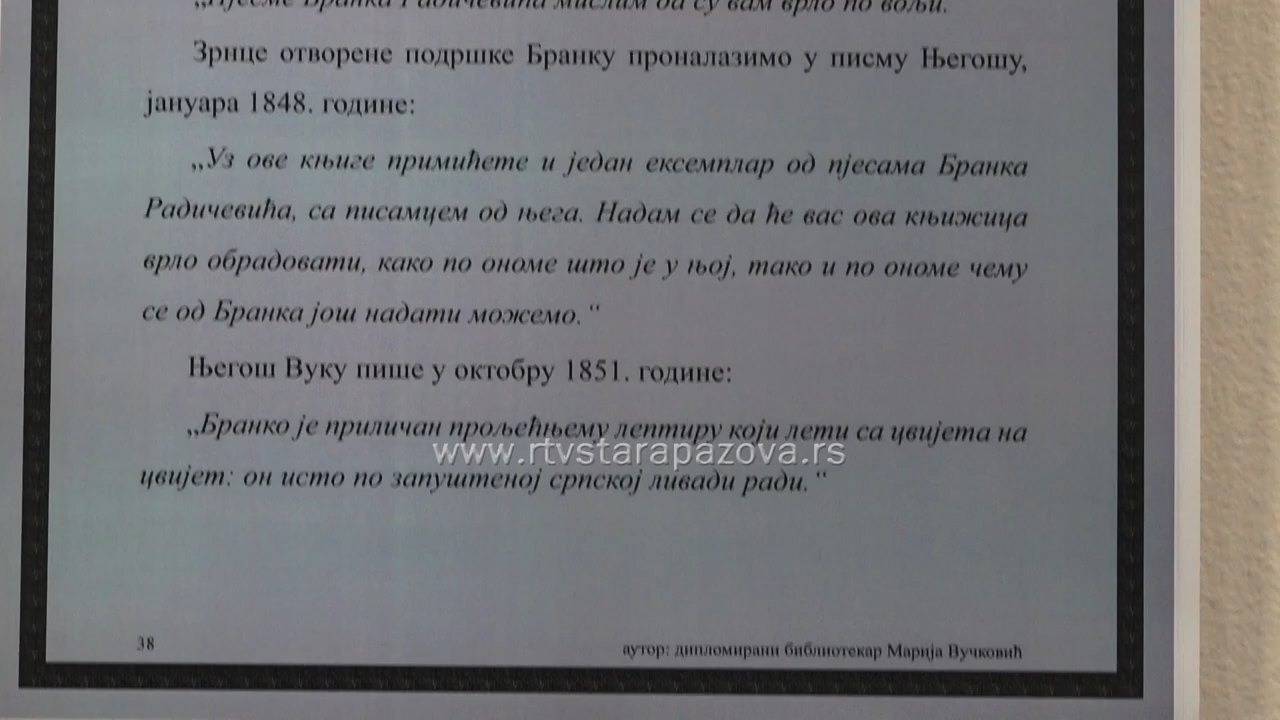 „Пјесме Бранка Радичевића мислим да су вам врло по вољи.
Зрнце отворене подршке Бранку проналазимо у писму Његошу,
јануара 1848. године:
„Уз ове књиге примићете и један ексемплар од пјесама Бранка
Радичевића, са писамцем од њега. Надам се да ће вас ова књижица
врло обрадовати, како по ономе што је у њој, тако и по ономе чему
се од Бранка још надати можемо.“
Његош Вуку пише у октобру 1851. године:
„Бранко је приличан прољећњему лептиру који лети са цвијета на
www.rtvstarapazova.rs
цвијет: он исто по запуштеној српској ливади ради.“
38
аутор: дипломирани библиотекар Марија Вучковић